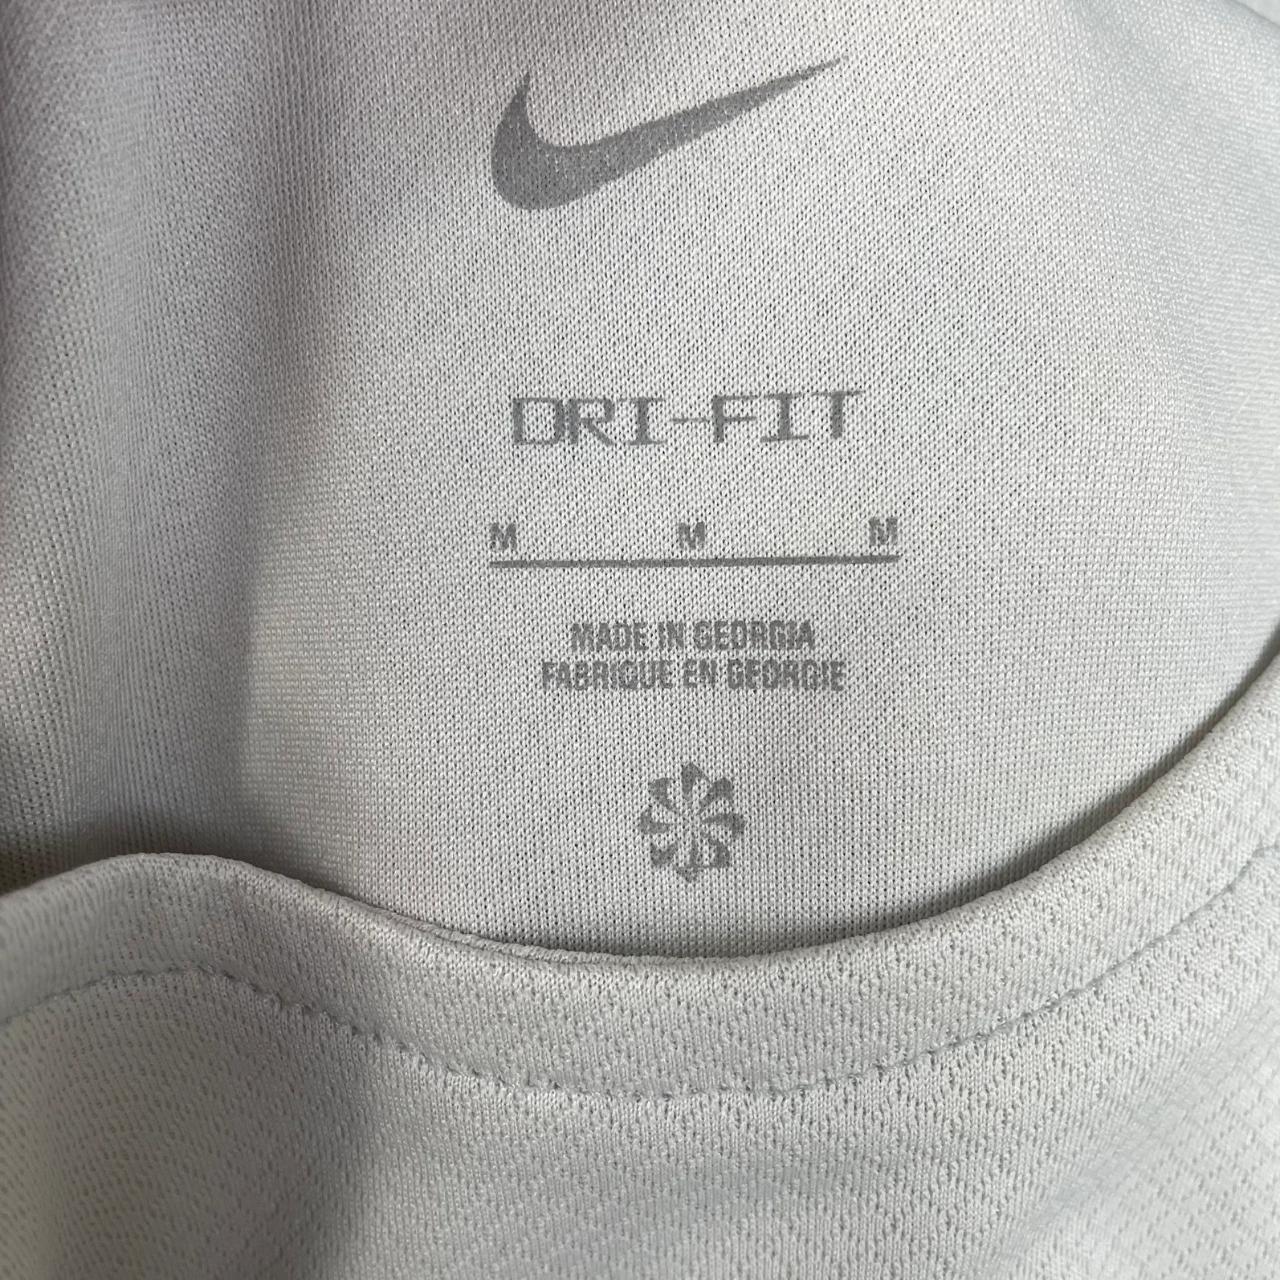 DRI-FIT
M M M
MADE IN GEORGIA
FABRIQUE EN GEORGIE